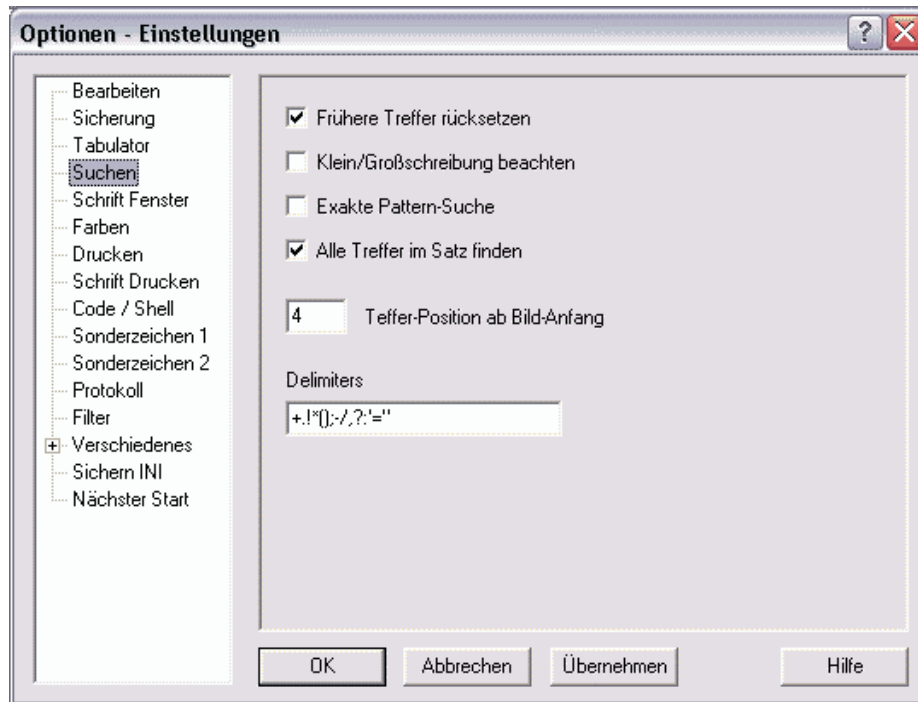 Optionen - Einstellungen
Bearbeiten
Sicherung
Tabulator
Suchen
Schrift Fenster
Farben
Drucken
Schrift Drucken
Code / Shell
Sonderzeichen 1
Sonderzeichen 2
Protokoll
Filter
Verschiedenes
Sichern INI
Nächster Start
Frühere Treffer rücksetzen
Klein/Großschreibung beachten
Exakte Pattern-Suche
Alle Treffer im Satz finden
4 Teffer-Position ab Bild-Anfang
Delimiters
+.!*();-/,?:'="
OK Abbrechen Übernehmen Hilfe